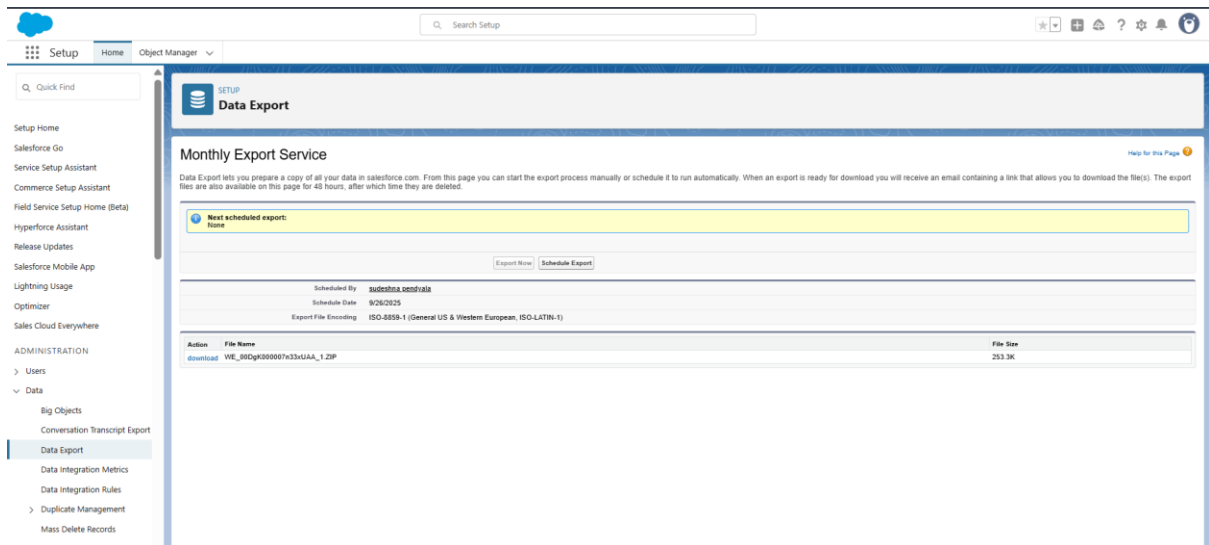 Search Setup
Setup
Home
Object Manager
Quick Find
Setup Home
Salesforce Go
Service Setup Assistant
Commerce Setup Assistant
Field Service Setup Home (Beta)
Hyperforce Assistant
Release Updates
Salesforce Mobile App
Lightning Usage
Optimizer
Sales Cloud Everywhere
ADMINISTRATION
Users
Data
Big Objects
Conversation Transcript Export
Data Export
Data Integration Metrics
Data Integration Rules
Duplicate Management
Mass Delete Records
SETUP
Data Export
Monthly Export Service
Help for this Page
Data Export lets you prepare a copy of all your data in salesforce.com. From this page you can start the export process manually or schedule it to run automatically. When an export is ready for download you will receive an email containing a link that allows you to download the file(s). The export
files are also available on this page for 48 hours, after which time they are deleted.
Next scheduled export:
None
Export Now Schedule Export
Scheduled By sudeshna pendyala
Schedule Date 9/26/2025
Export File Encoding ISO-8859-1 (General US & Western European, ISO-LATIN-1)
Action File Name File Size
download WE_00DgK000007n33xUAA_1.ZIP 253.3K